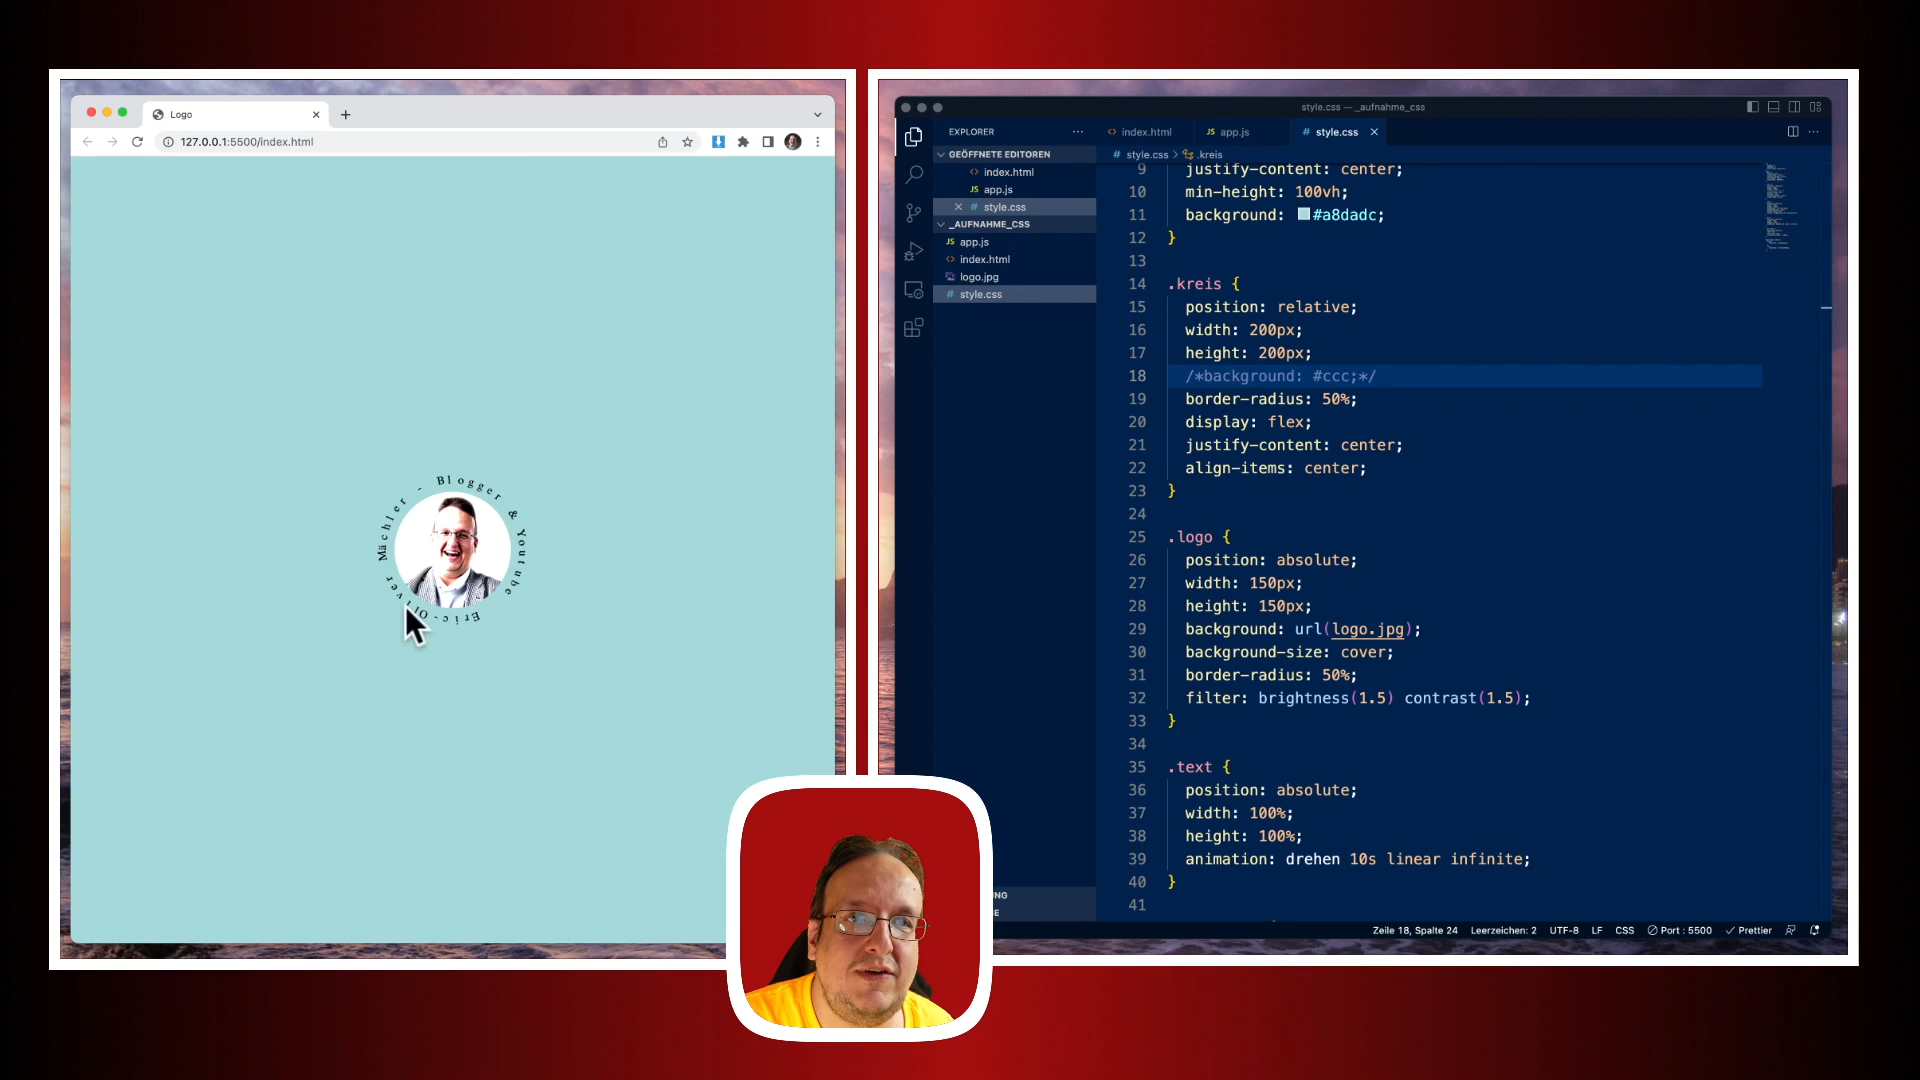 Logo
127.0.0.1:5500/index.html
Eric-Oliver Mächler - Blogger & Youtube
style.css — _aufnahme_css
EXPLORER
GEÖFFNETE EDITOREN
index.html
JS app.js
# style.css
_AUFNAHME_CSS
JS app.js
index.html
logo.jpg
# style.css
NG
E
index.html
JS app.js
# style.css
# style.css > .kreis
9 justify-content: center;
10 min-height: 100vh;
11 background: #a8dadc;
12 }
13
14 .kreis {
15 position: relative;
16 width: 200px;
17 height: 200px;
18 /*background: #ccc;*/
19 border-radius: 50%;
20 display: flex;
21 justify-content: center;
22 align-items: center;
23 }
24
25 .logo {
26 position: absolute;
27 width: 150px;
28 height: 150px;
29 background: url(logo.jpg);
30 background-size: cover;
31 border-radius: 50%;
32 filter: brightness(1.5) contrast(1.5);
33 }
34
35 .text {
36 position: absolute;
37 width: 100%;
38 height: 100%;
39 animation: drehen 10s linear infinite;
40 }
41
Zeile 18, Spalte 24 Leerzeichen: 2 UTF-8 LF CSS Port : 5500 Prettier